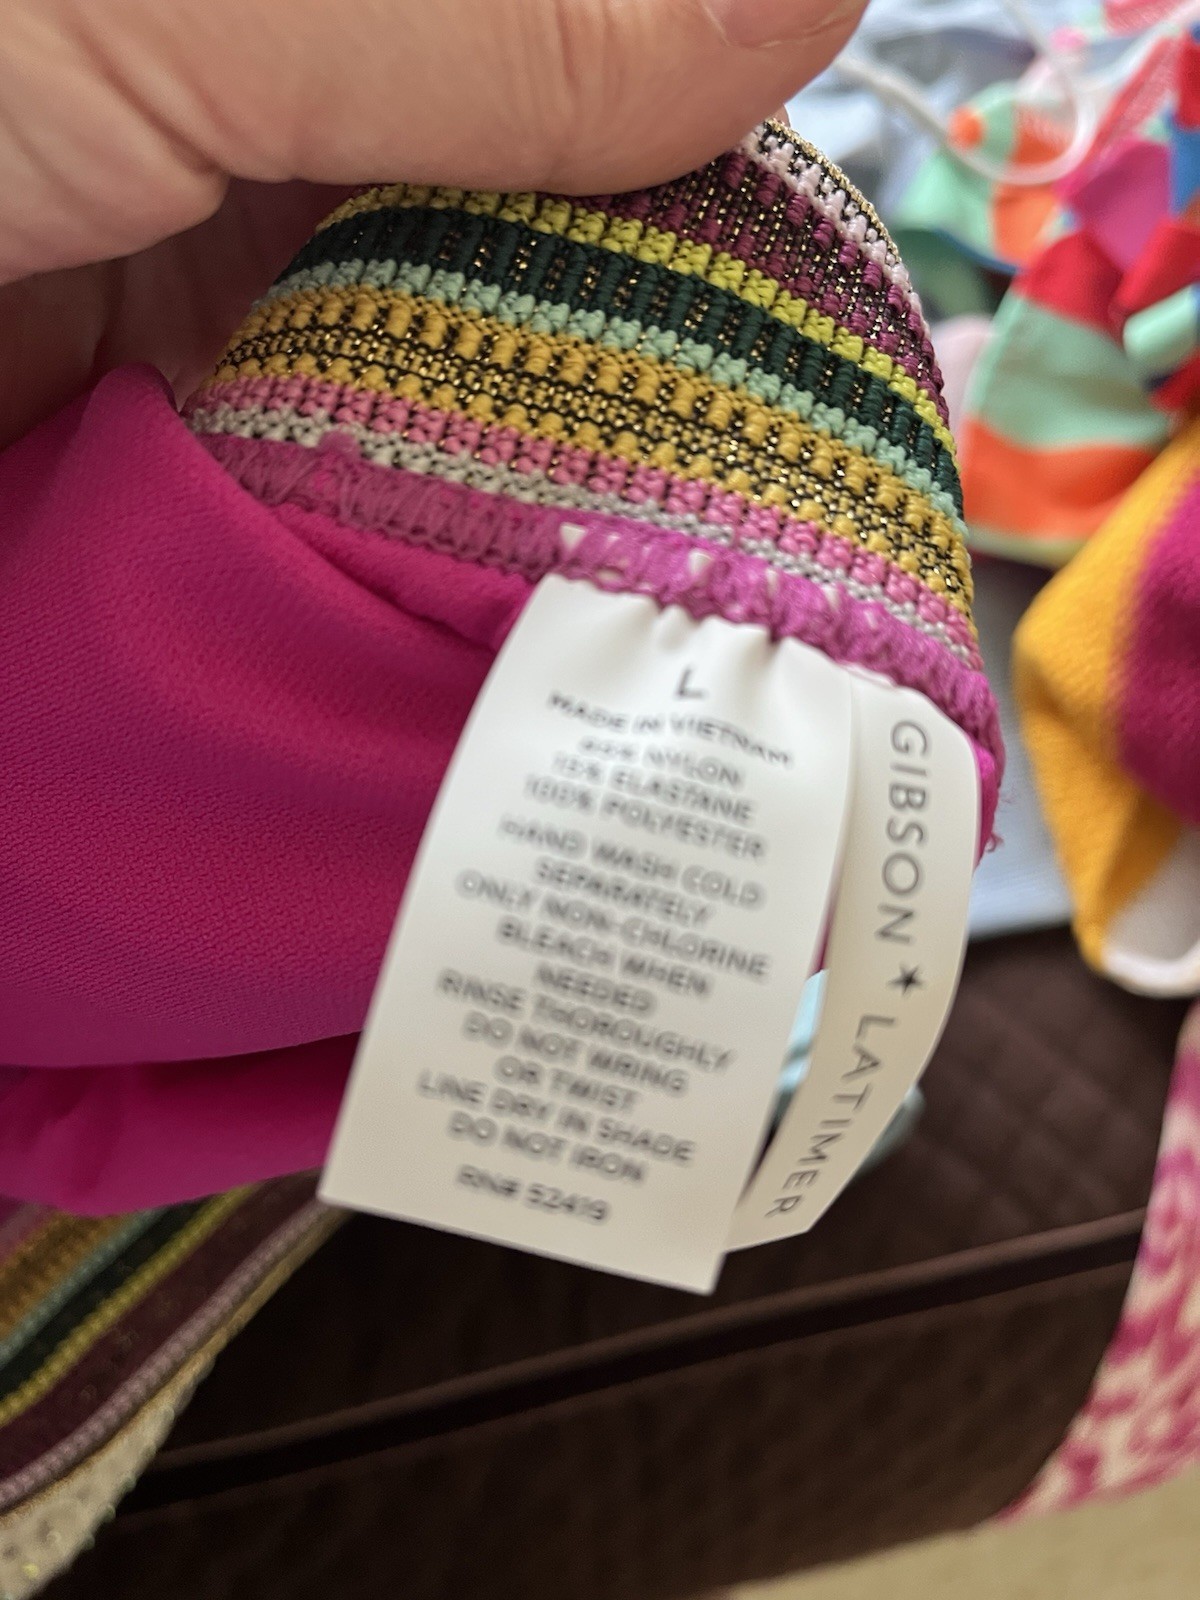 L
MADE IN VIETNAM
NYLON
15% ELASTANE
100% POLYESTER
HAND WASH COLD
SEPARATELY
ONLY NON-CHLORINE
BLEACH WHEN
NEEDED
RINSE THOROUGHLY
DO NOT WRING
OR TWIST
LINE DRY IN SHADE
DO NOT IRON
RN# 52419
GIBSON ★ LATIMER